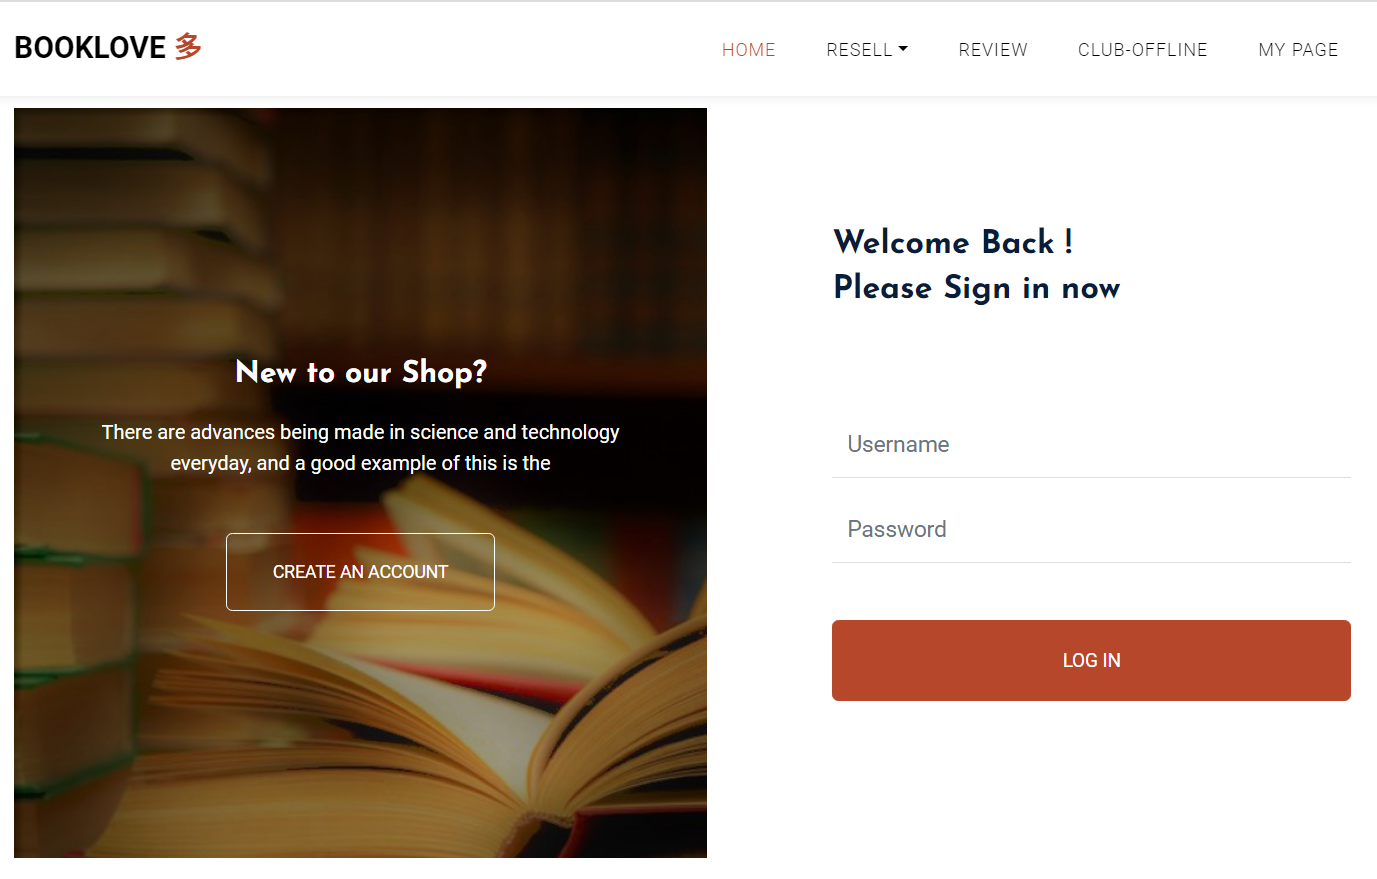 BOOKLOVE 多
HOME RESELL REVIEW CLUB-OFFLINE MY PAGE
New to our Shop?
There are advances being made in science and technology
everyday, and a good example of this is the
CREATE AN ACCOUNT
Welcome Back !
Please Sign in now
Username
Password
LOG IN